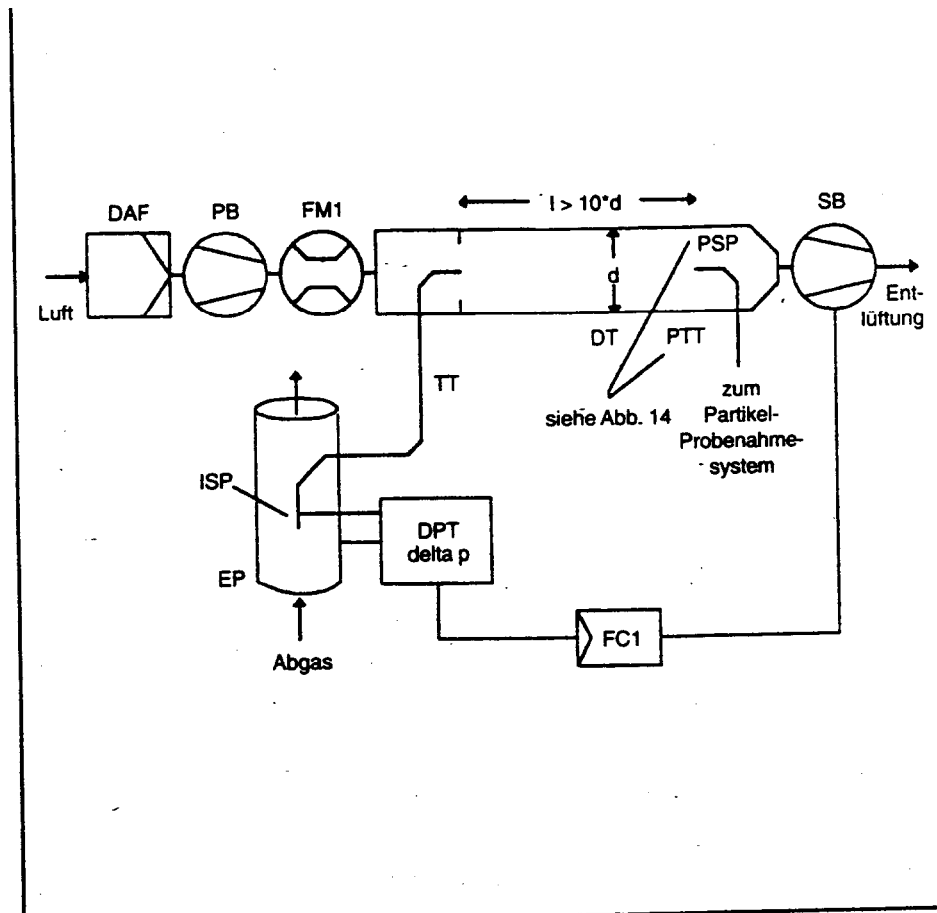 DAF
PB
FM1
l > 10*d
SB
PSP
d
Luft
Ent-
lüftung
DT
PTT
TT
siehe Abb. 14
zum
Partikel-
Probenahme-
system
ISP
DPT
delta p
EP
FC1
Abgas